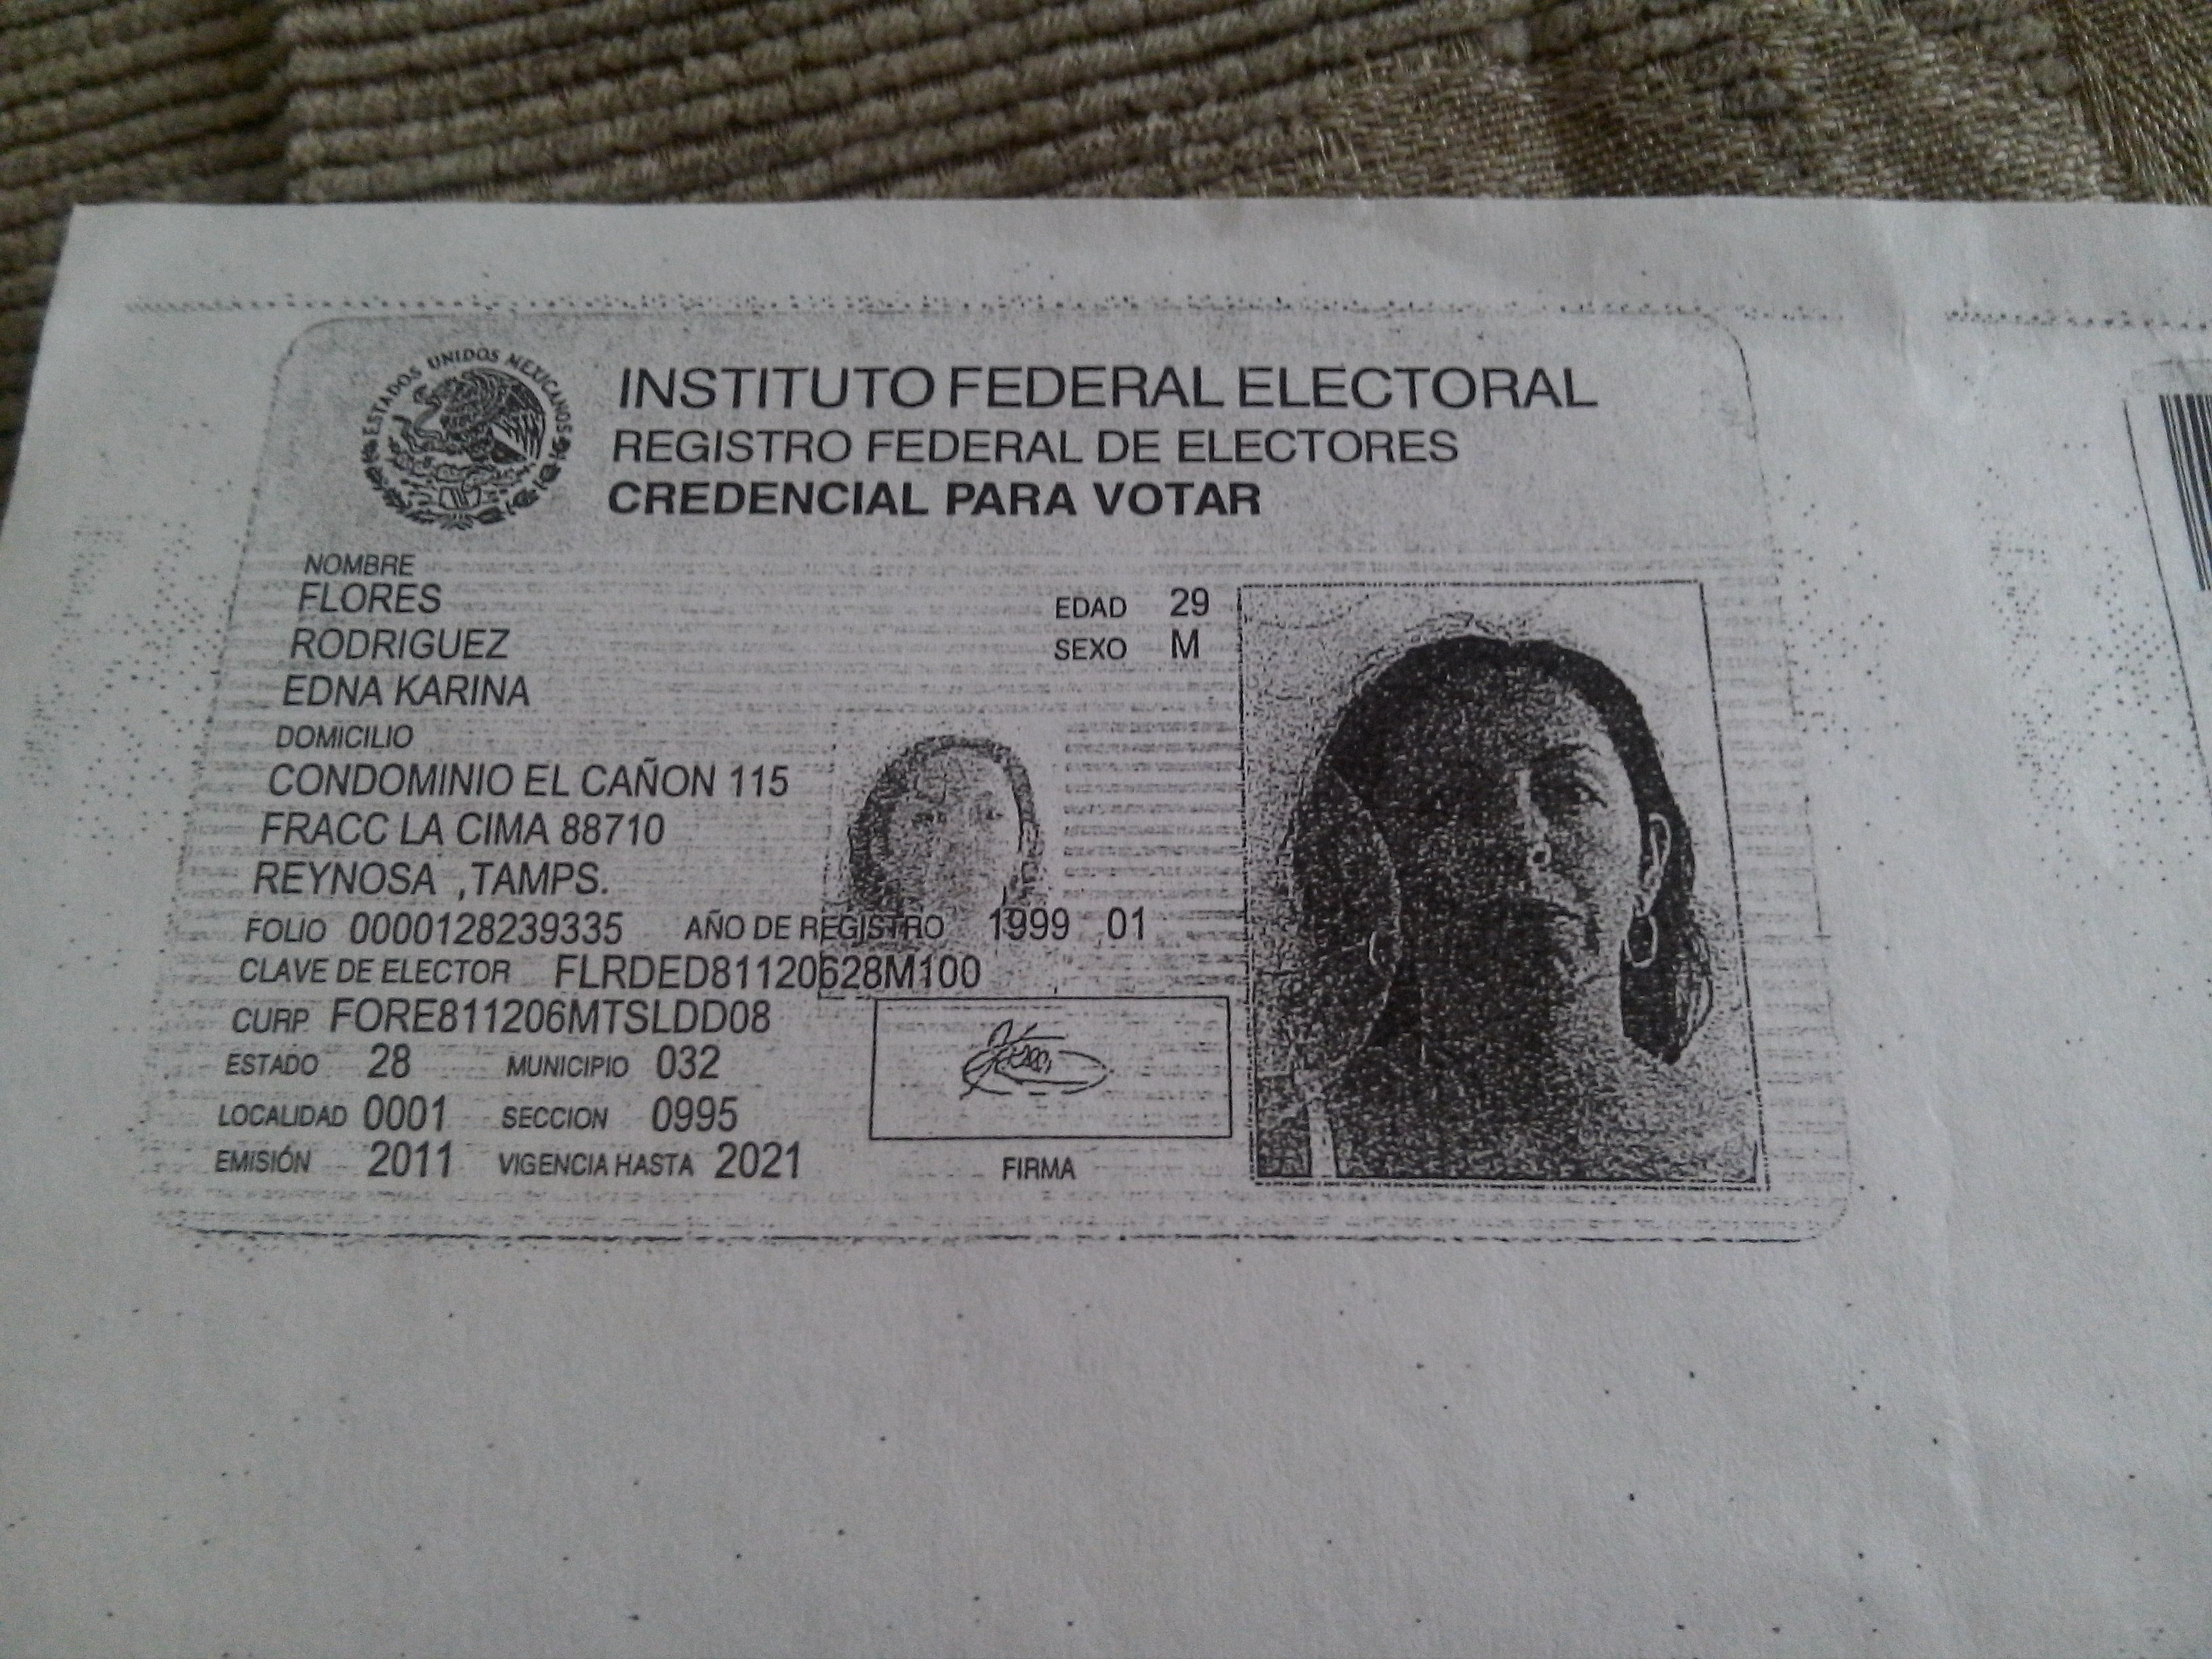 ESTADOS UNIDOS MEXICANOS
INSTITUTO FEDERAL ELECTORAL
REGISTRO FEDERAL DE ELECTORES
CREDENCIAL PARA VOTAR
NOMBRE
FLORES
RODRIGUEZ
EDNA KARINA
EDAD 29
SEXO M
DOMICILIO
CONDOMINIO EL CAÑON 115
FRACC LA CIMA 88710
REYNOSA ,TAMPS.
FOLIO 0000128239335 AÑO DE REGISTRO 1999 01
CLAVE DE ELECTOR FLRDED81120628M100
CURP FORE811206MTSLDD08
ESTADO 28 MUNICIPIO 032
LOCALIDAD 0001 SECCION 0995
EMISIÓN 2011 VIGENCIA HASTA 2021
FIRMA